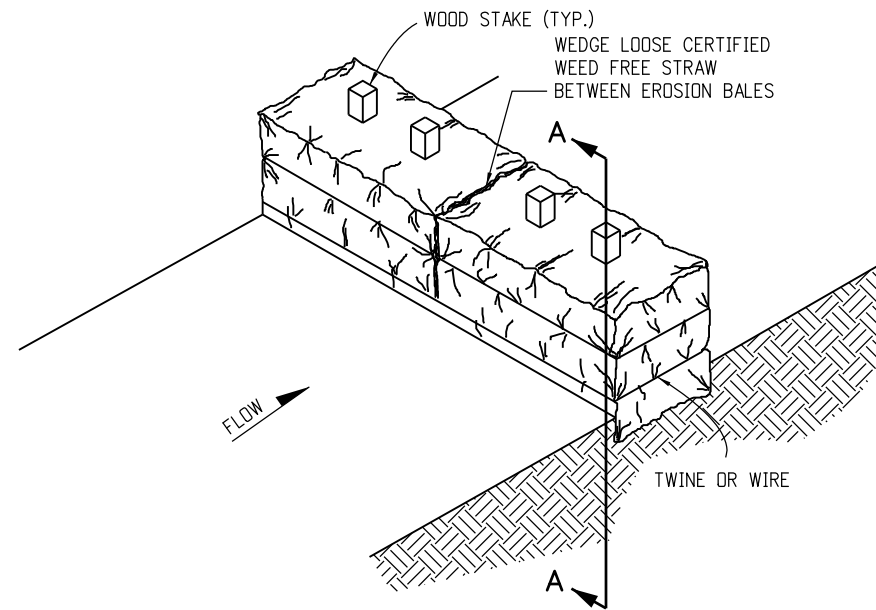 WOOD STAKE (TYP.)
WEDGE LOOSE CERTIFIED
WEED FREE STRAW
BETWEEN EROSION BALES
A
FLOW
TWINE OR WIRE
A